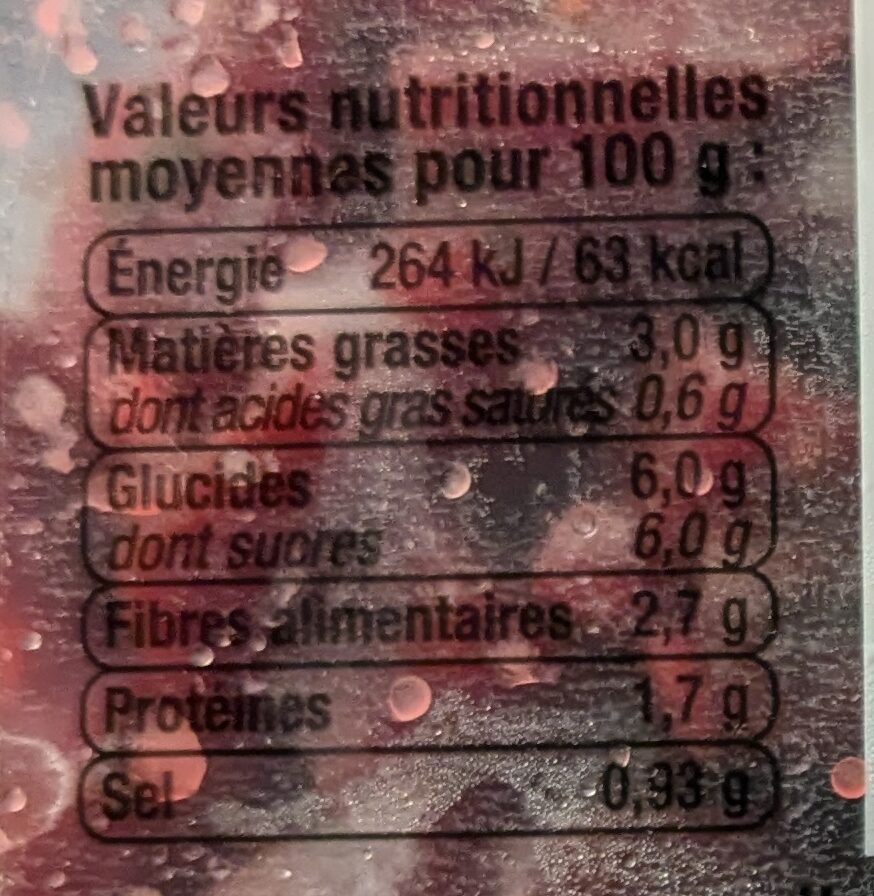 Valeurs nutritionnelles
moyennes pour 100 g :
Énergie 264 kJ / 63 kcal
Matières grasses 3,0 g
dont acides gras saturés 0,6 g
Glucides 6,0 g
dont sucres 6,0 g
Fibres alimentaires 2,7 g
Protéines 1,7 g
Sel 0,93 g